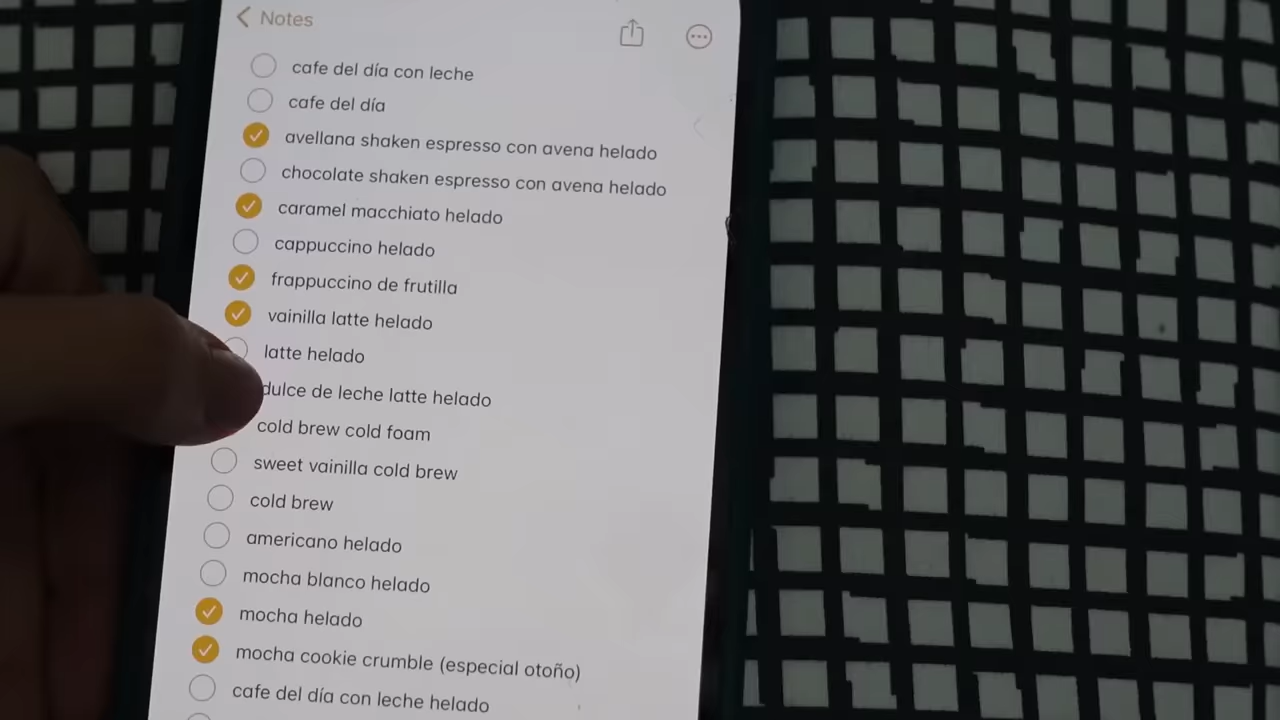 Notes
cafe del día con leche
cafe del día
avellana shaken espresso con avena helado
chocolate shaken espresso con avena helado
caramel macchiato helado
cappuccino helado
frappuccino de frutilla
vainilla latte helado
latte helado
dulce de leche latte helado
cold brew cold foam
sweet vainilla cold brew
cold brew
americano helado
mocha blanco helado
mocha helado
mocha cookie crumble (especial otoño)
cafe del día con leche helado